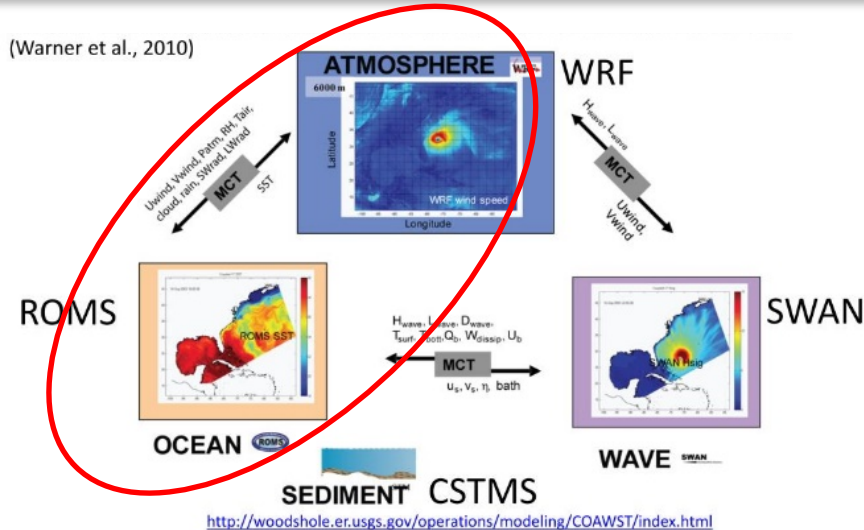 (Warner et al., 2010)
ATMOSPHERE WRF
WRF
6000 m
Latitude
WRF wind speed
Longitude
Uwind, Vwind, Patm, RH, Tair,
cloud, rain, SWrad, LWrad
MCT
SST
Hwave, Lwave
MCT
Uwind,
Vwind
ROMS
ROMS SST
OCEAN ROMS
Hwave, Lwave, Dwave,
Tsurf, Tbott, Qb, Wdissip, Ub
MCT
us, vs, η, bath
SWAN
SWAN Hsig
WAVE SWAN
SEDIMENT CSTMS
http://woodshole.er.usgs.gov/operations/modeling/COAWST/index.html